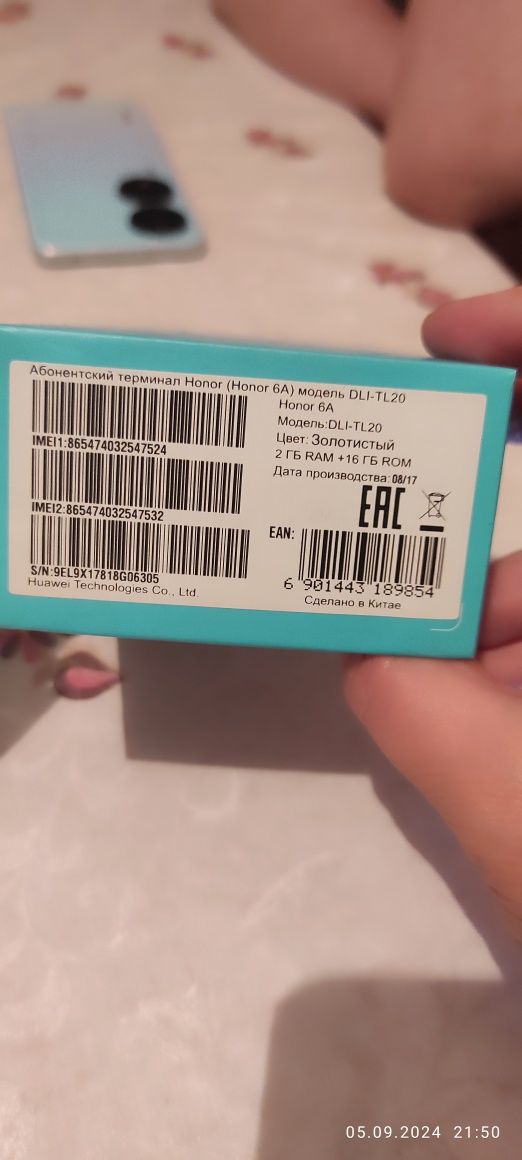 Абонентский терминал Honor (Honor 6A) модель DLI-TL20
Honor 6A
Модель:DLI-TL20
Цвет: Золотистый
2 ГБ RAM +16 ГБ ROM
Дата производства: 08/17
IMEI1:865474032547524
IMEI2:865474032547532
S/N:9EL9X17818G06305
Huawei Technologies Co., Ltd.
EAC
EAN:
6 901443 189854
Сделано в Китае
05.09.2024 21:50